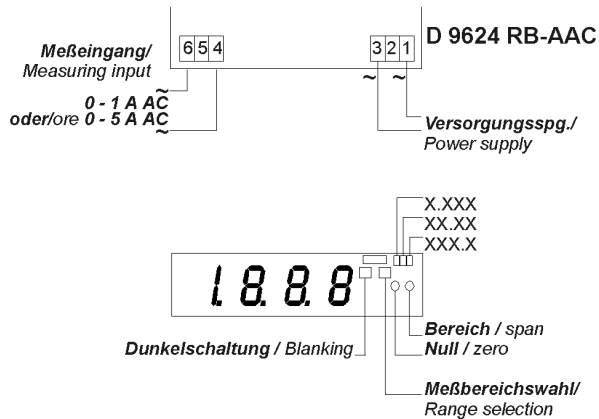 D 9624 RB-AAC
Meßeingang/
Measuring input
6 5 4
3 2 1
~ ~
~
0 - 1 A AC
oder/ore 0 - 5 A AC
~
Versorgungsspg./
Power supply
X.XXX
XX.XX
XXX.X
1.8.8.8
Bereich / span
Dunkelschaltung / Blanking
Null / zero
Meßbereichswahl/
Range selection